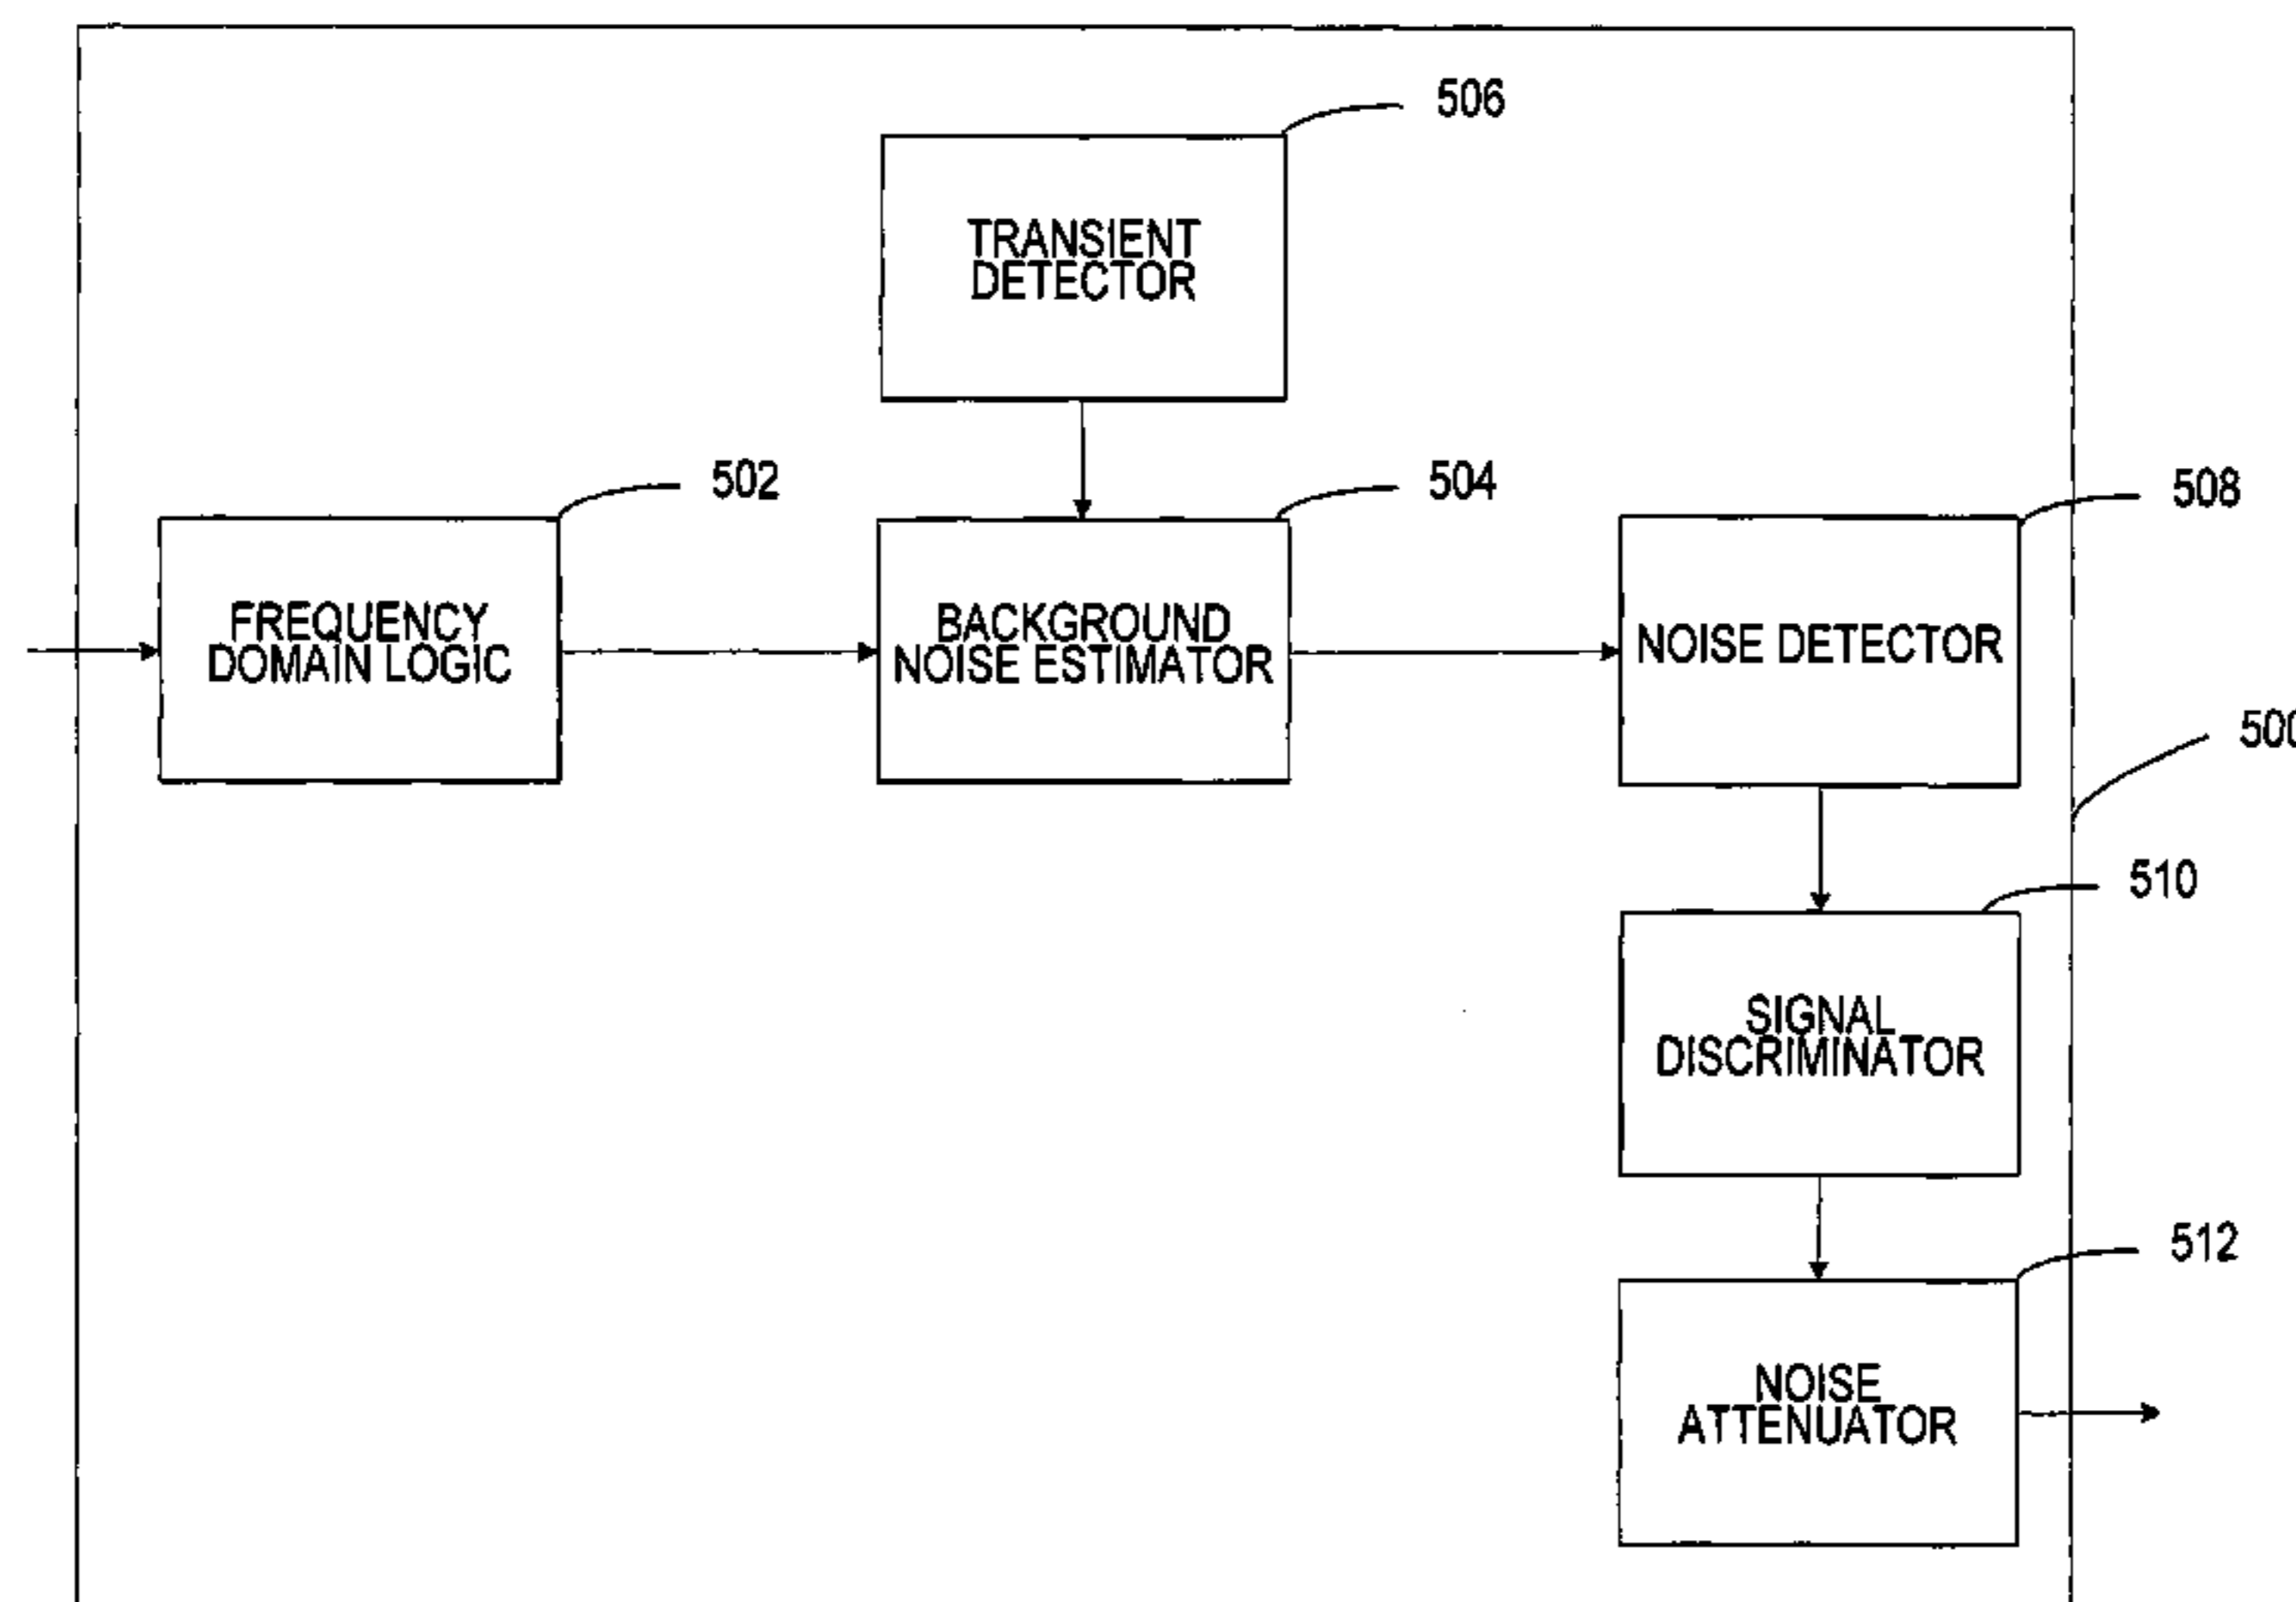 506
TRANSIENT
DETECTOR
502
504
508
FREQUENCY
DOMAIN LOGIC
BACKGROUND
NOISE ESTIMATOR
NOISE DETECTOR
500
510
SIGNAL
DISCRIMINATOR
512
NOISE
ATTENUATOR